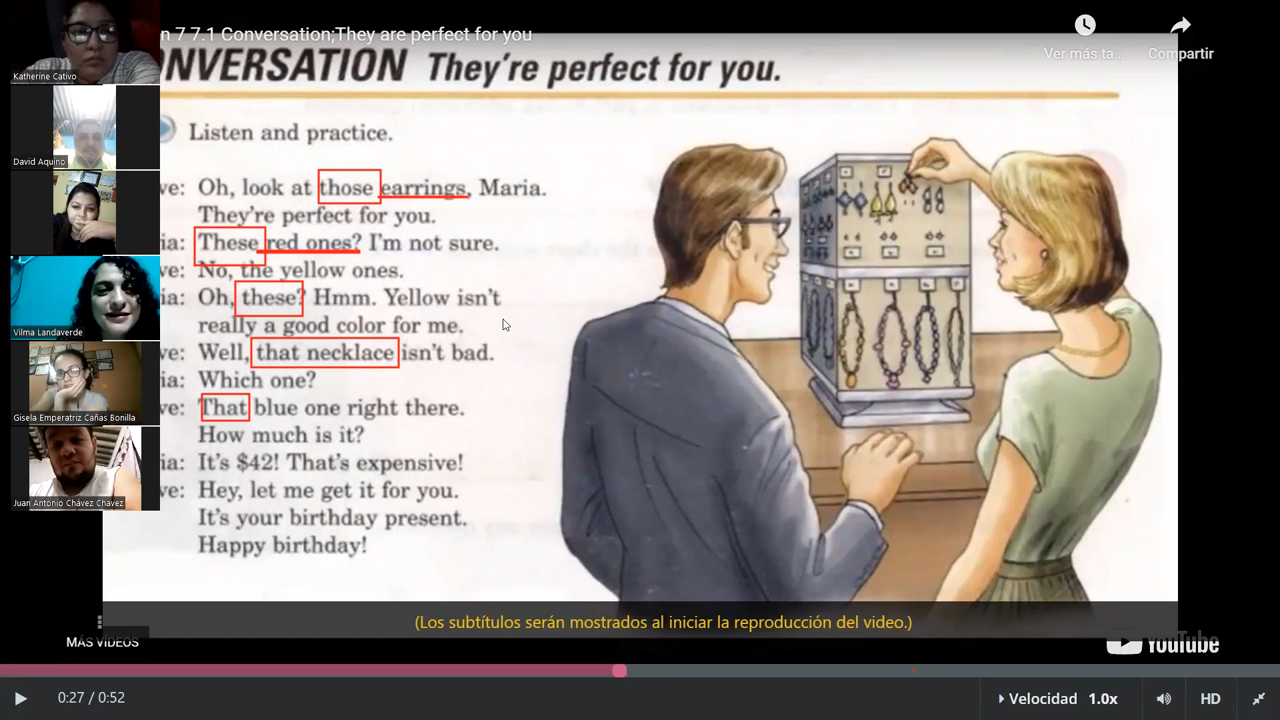 n 7 7.1 Conversation;They are perfect for you
Ver más ta...
Compartir
NVERSATION They're perfect for you.
Listen and practice.
ve: Oh, look at those earrings, Maria.
They're perfect for you.
ia: These red ones? I'm not sure.
ve: No, the yellow ones.
ia: Oh, these? Hmm. Yellow isn't
really a good color for me.
ve: Well, that necklace isn't bad.
ia: Which one?
ve: That blue one right there.
How much is it?
ia: It's $42! That's expensive!
ve: Hey, let me get it for you.
It's your birthday present.
Happy birthday!
Katherine Cativo
David Aquino
Vilma Landaverde
Gisela Emperatriz Cañas Bonilla
Juan Antonio Chávez Chavez
(Los subtítulos serán mostrados al iniciar la reproducción del video.)
MÁS VÍDEOS
YouTube
0:27 / 0:52
Velocidad 1.0x
HD